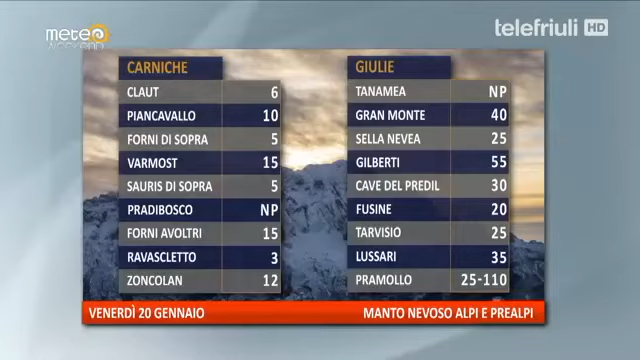 meteo
WEEKEND
telefriuli HD
CARNICHE
CLAUT 6
PIANCAVALLO 10
FORNI DI SOPRA 5
VARMOST 15
SAURIS DI SOPRA 5
PRADIBOSCO NP
FORNI AVOLTRI 15
RAVASCLETTO 3
ZONCOLAN 12
GIULIE
TANAMEA NP
GRAN MONTE 40
SELLA NEVEA 25
GILBERTI 55
CAVE DEL PREDIL 30
FUSINE 20
TARVISIO 25
LUSSARI 35
PRAMOLLO 25-110
VENERDÌ 20 GENNAIO MANTO NEVOSO ALPI E PREALPI